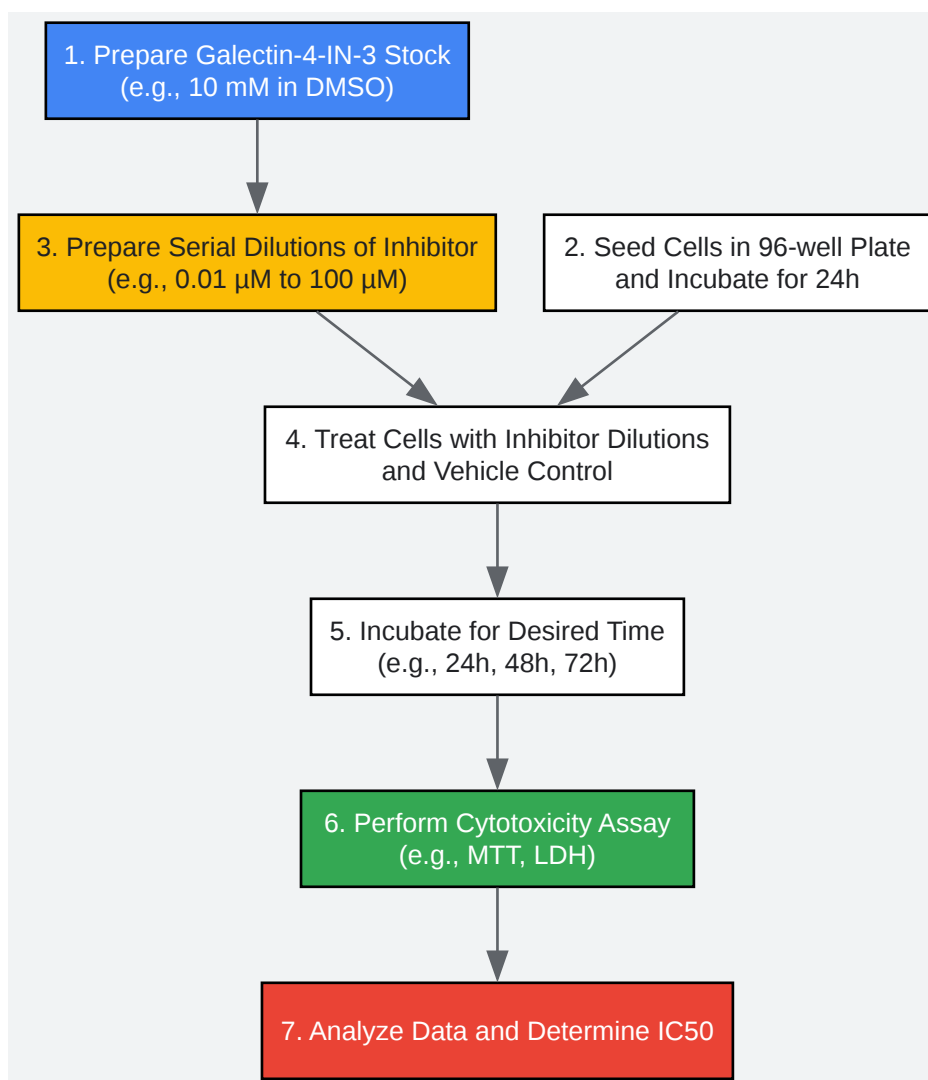 1. Prepare Galectin-4-IN-3 Stock
(e.g., 10 mM in DMSO)
3. Prepare Serial Dilutions of Inhibitor
(e.g., 0.01 µM to 100 µM)
2. Seed Cells in 96-well Plate
and Incubate for 24h
4. Treat Cells with Inhibitor Dilutions
and Vehicle Control
5. Incubate for Desired Time
(e.g., 24h, 48h, 72h)
6. Perform Cytotoxicity Assay
(e.g., MTT, LDH)
7. Analyze Data and Determine IC50